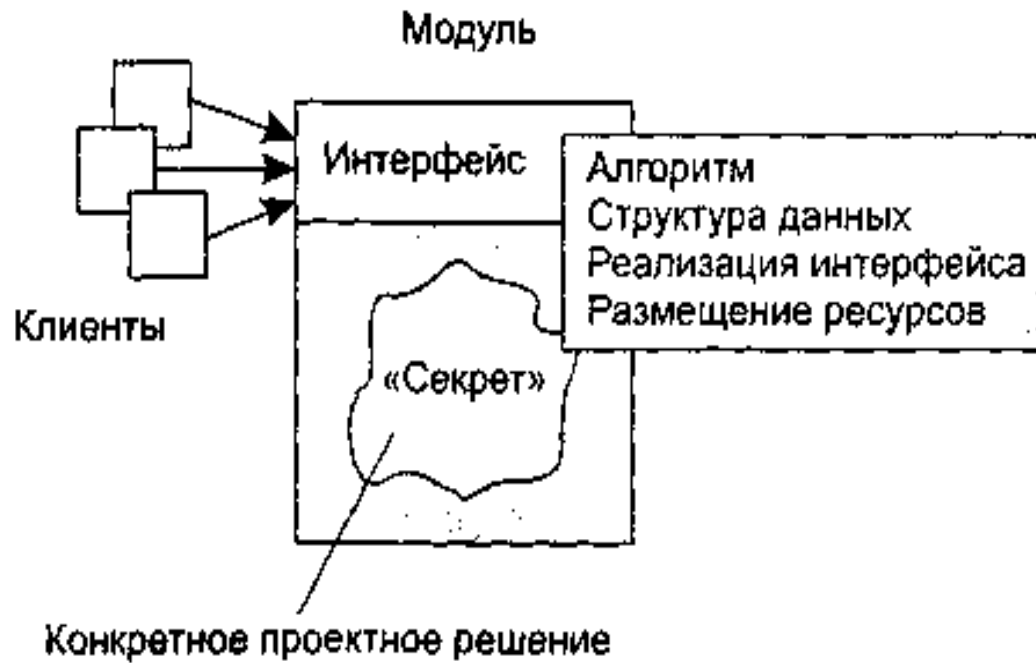 Модуль
Интерфейс
Алгоритм
Структура данных
Реализация интерфейса
Размещение ресурсов
Клиенты
«Секрет»
Конкретное проектное решение